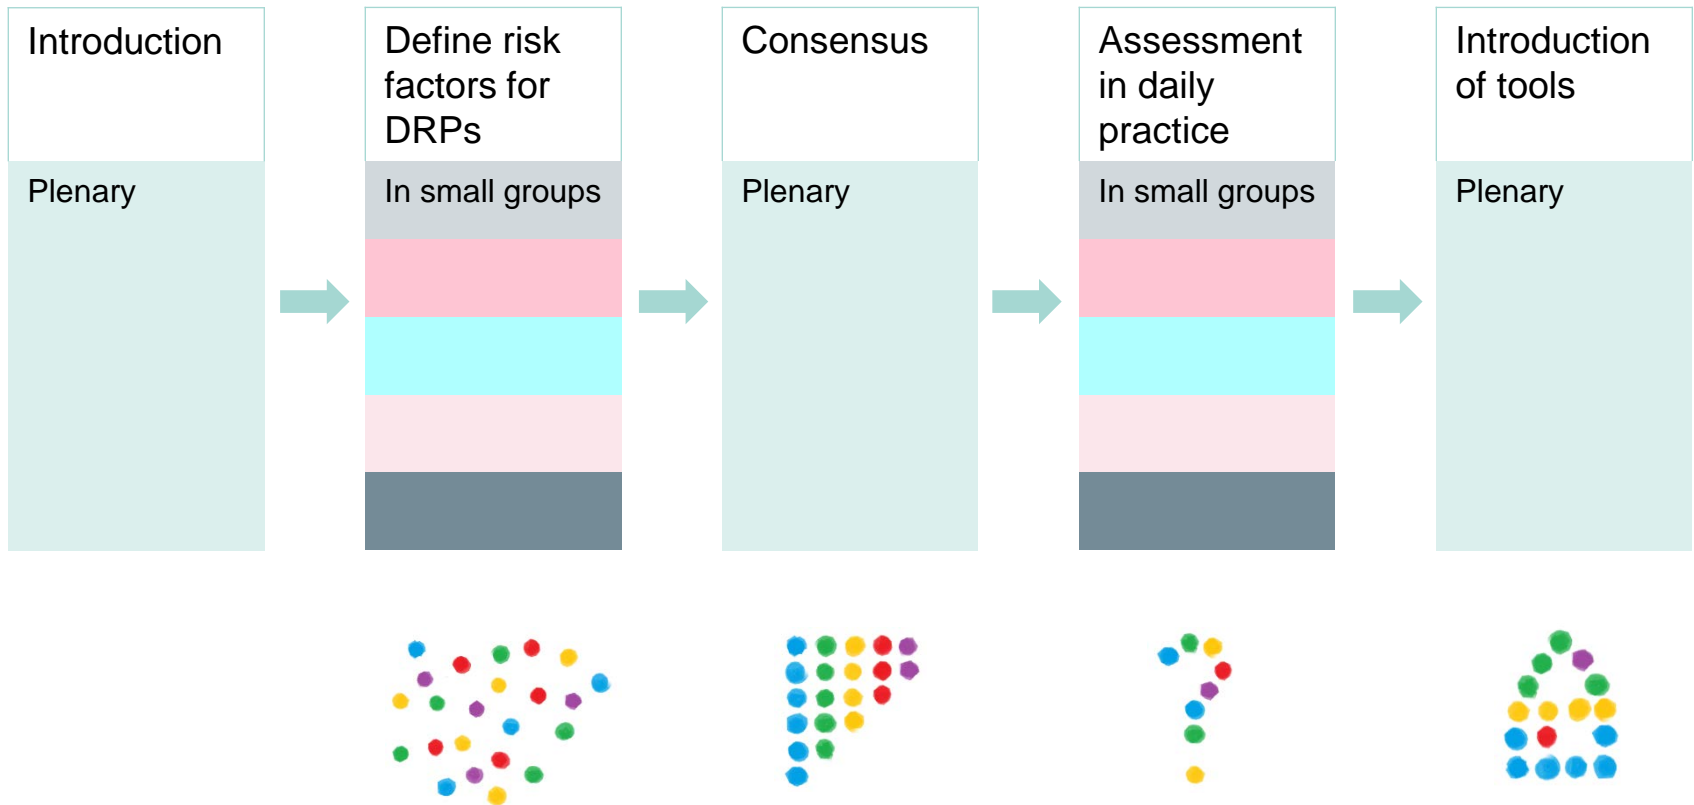 Introduction
Plenary
Define risk
factors for
DRPs
In small groups
Consensus
Plenary
Assessment
in daily
practice
In small groups
Introduction
of tools
Plenary